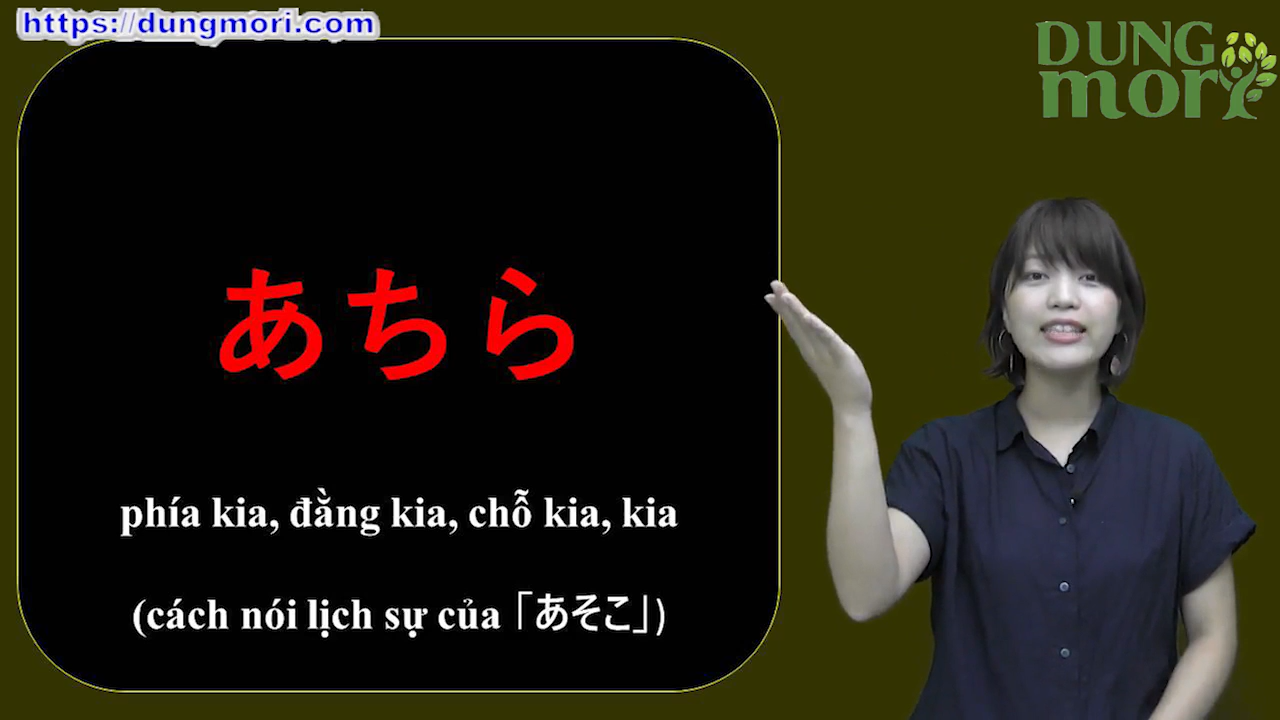 https://dungmori.com
DUNG
mori
あちら
phía kia, đằng kia, chỗ kia, kia
(cách nói lịch sự của「あそこ」)